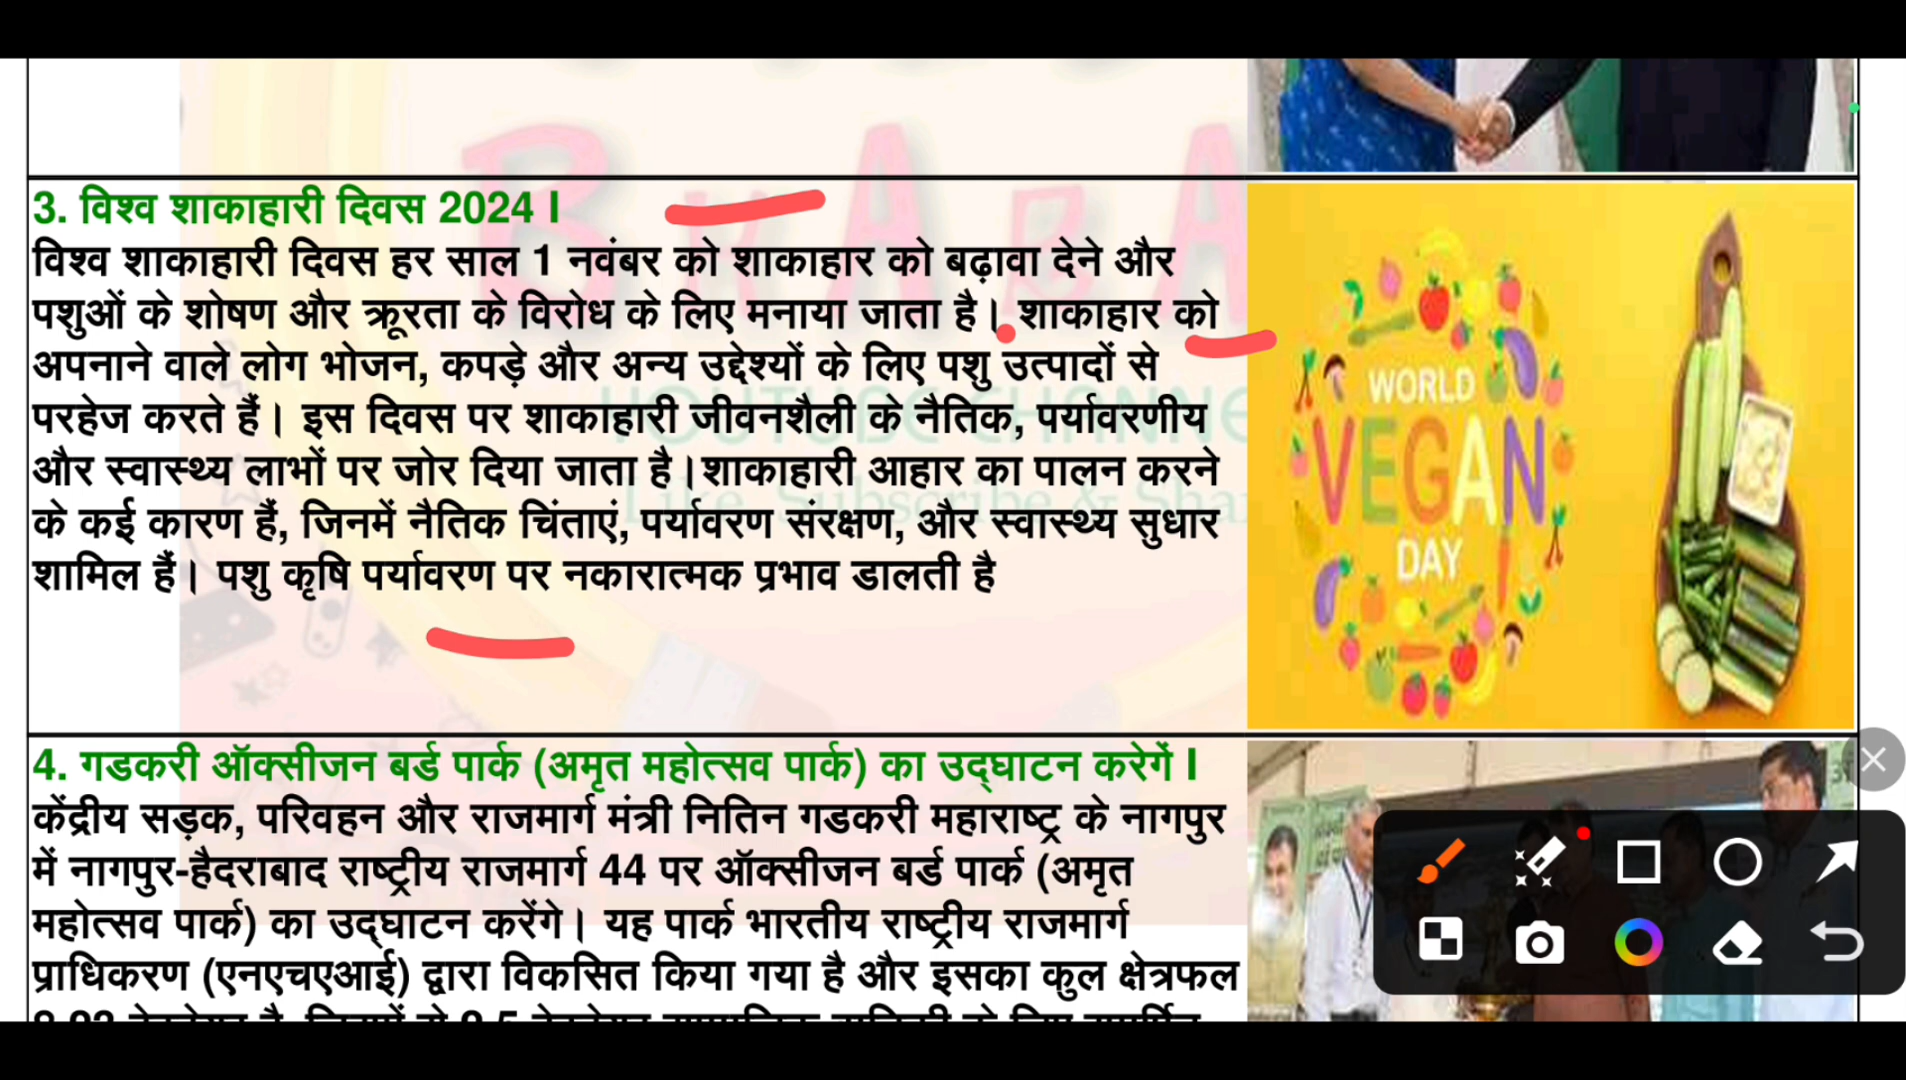 3. विश्व शाकाहारी दिवस 2024 I
विश्व शाकाहारी दिवस हर साल 1 नवंबर को शाकाहार को बढ़ावा देने और
पशुओं के शोषण और क्रूरता के विरोध के लिए मनाया जाता है। शाकाहार को
अपनाने वाले लोग भोजन, कपड़े और अन्य उद्देश्यों के लिए पशु उत्पादों से
परहेज करते हैं। इस दिवस पर शाकाहारी जीवनशैली के नैतिक, पर्यावरणीय
और स्वास्थ्य लाभों पर जोर दिया जाता है।शाकाहारी आहार का पालन करने
के कई कारण हैं, जिनमें नैतिक चिंताएं, पर्यावरण संरक्षण, और स्वास्थ्य सुधार
शामिल हैं। पशु कृषि पर्यावरण पर नकारात्मक प्रभाव डालती है
WORLD
VEGAN
DAY
4. गडकरी ऑक्सीजन बर्ड पार्क (अमृत महोत्सव पार्क) का उद्घाटन करेगें I
केंद्रीय सड़क, परिवहन और राजमार्ग मंत्री नितिन गडकरी महाराष्ट्र के नागपुर
में नागपुर-हैदराबाद राष्ट्रीय राजमार्ग 44 पर ऑक्सीजन बर्ड पार्क (अमृत
महोत्सव पार्क) का उद्घाटन करेंगे। यह पार्क भारतीय राष्ट्रीय राजमार्ग
प्राधिकरण (एनएचएआई) द्वारा विकसित किया गया है और इसका कुल क्षेत्रफल
YOUTUBE CHANNE
Like, Subscribe & Sha